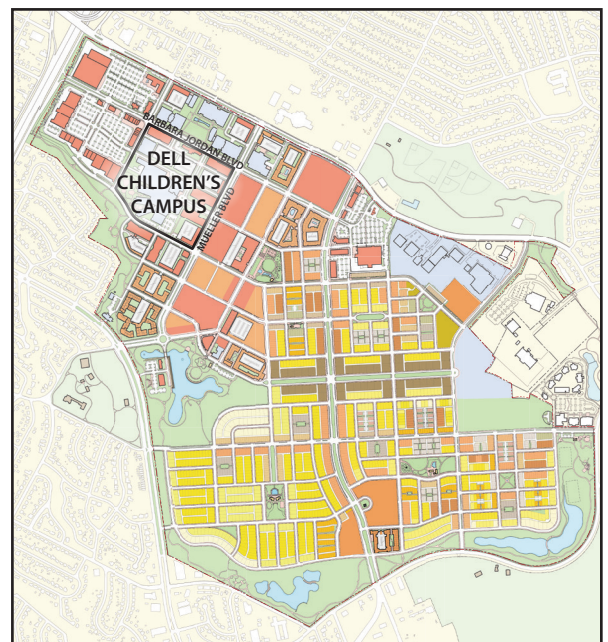 BARBARA JORDAN BLVD
DELL
CHILDREN'S
CAMPUS
MUELLER BLVD